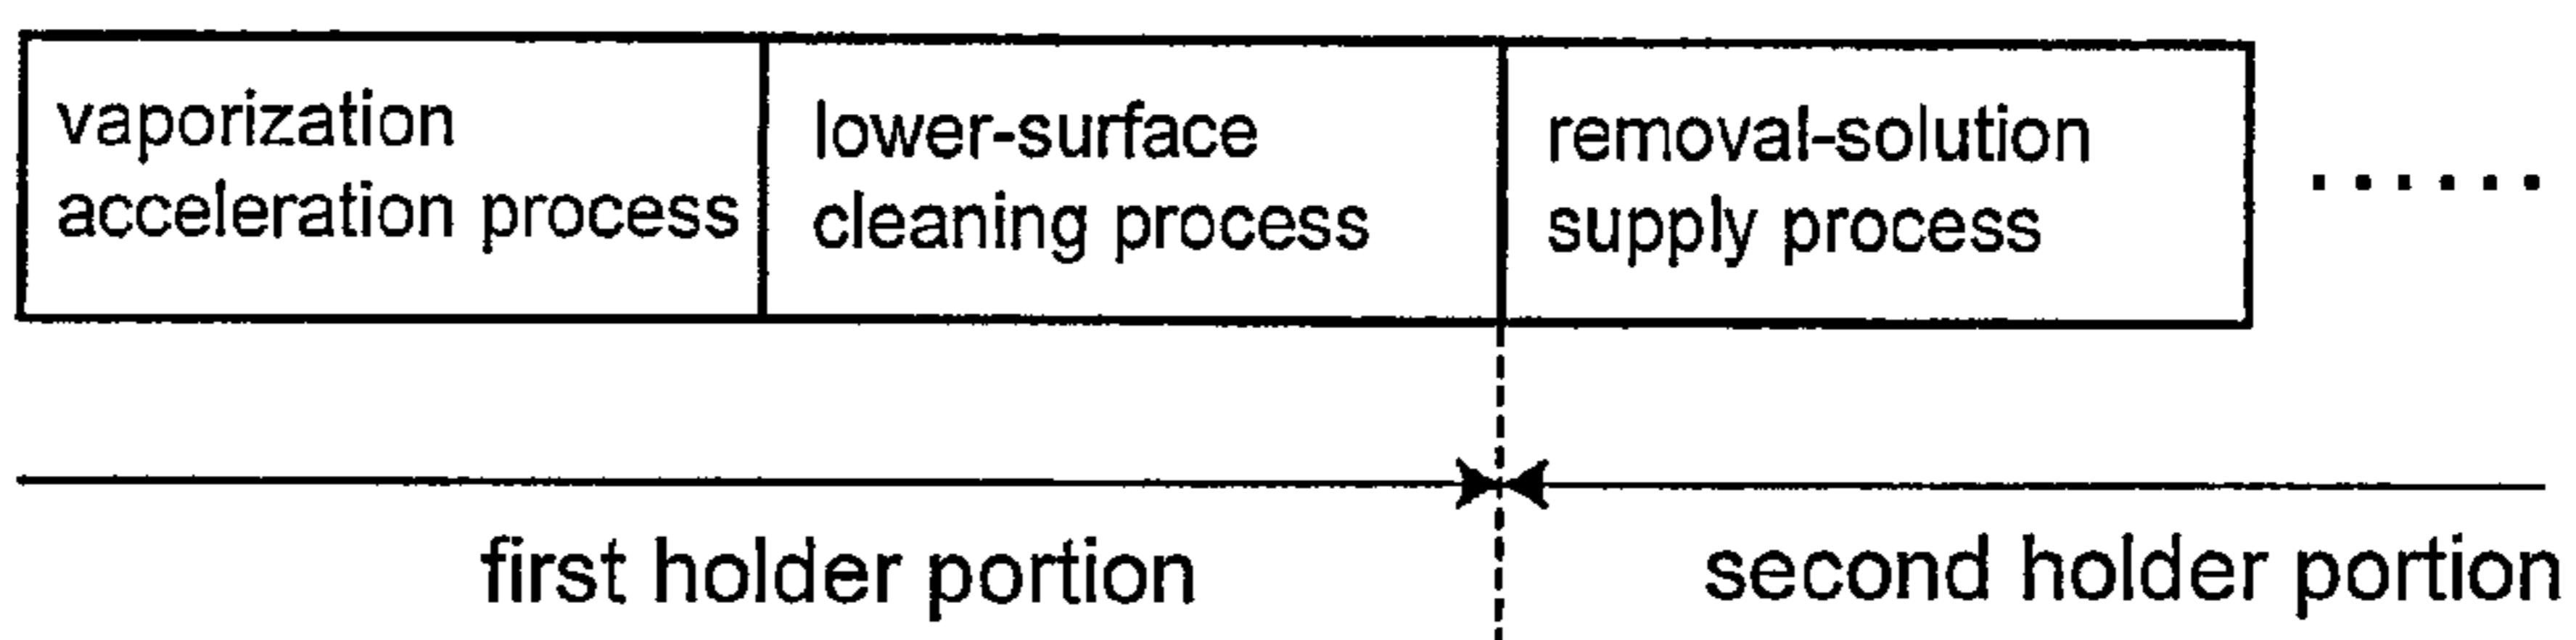 vaporization
acceleration process
lower-surface
cleaning process
removal-solution
supply process
......
first holder portion
second holder portion